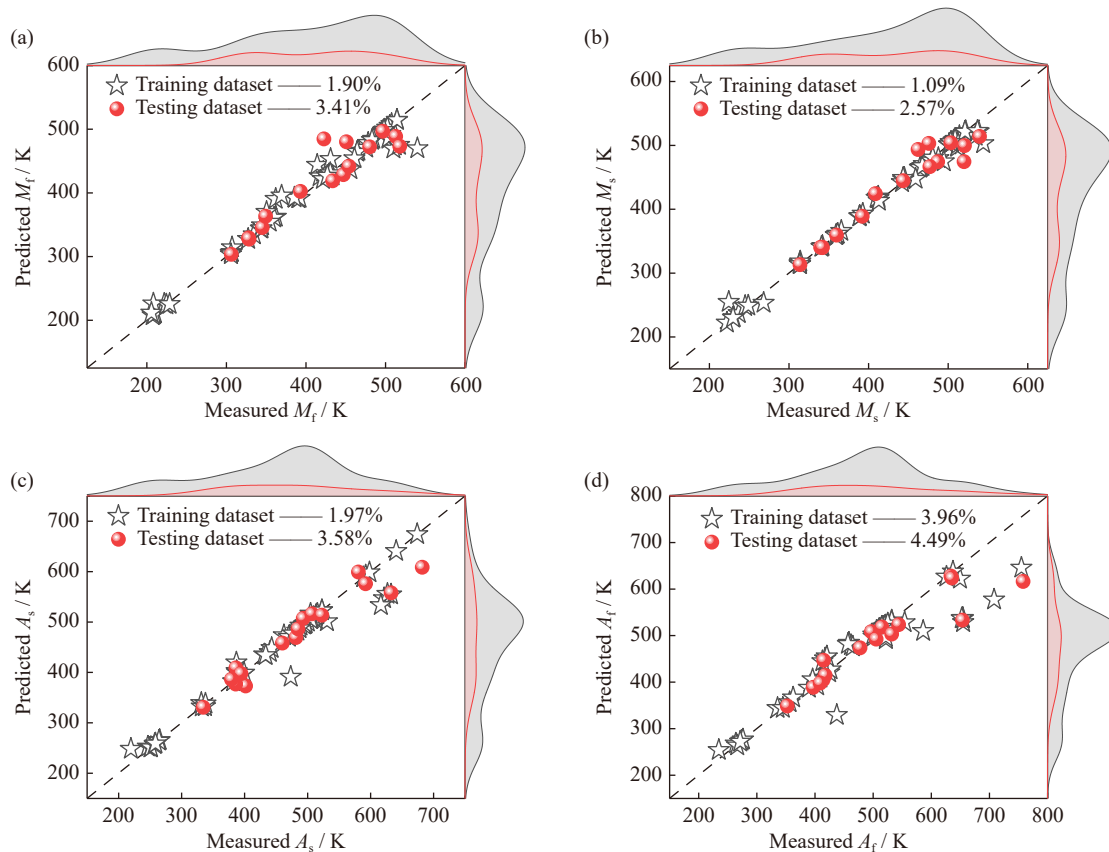 (a)
600
500
400
300
200
Predicted Mf / K
Training dataset 1.90%
Testing dataset 3.41%
200 300 400 500 600
Measured Mf / K
(b)
600
500
400
300
200
Predicted Ms / K
Training dataset 1.09%
Testing dataset 2.57%
200 300 400 500 600
Measured Ms / K
(c)
700
600
500
400
300
200
Predicted As / K
Training dataset 1.97%
Testing dataset 3.58%
200 300 400 500 600 700
Measured As / K
(d)
800
700
600
500
400
300
200
Predicted Af / K
Training dataset 3.96%
Testing dataset 4.49%
200 300 400 500 600 700 800
Measured Af / K